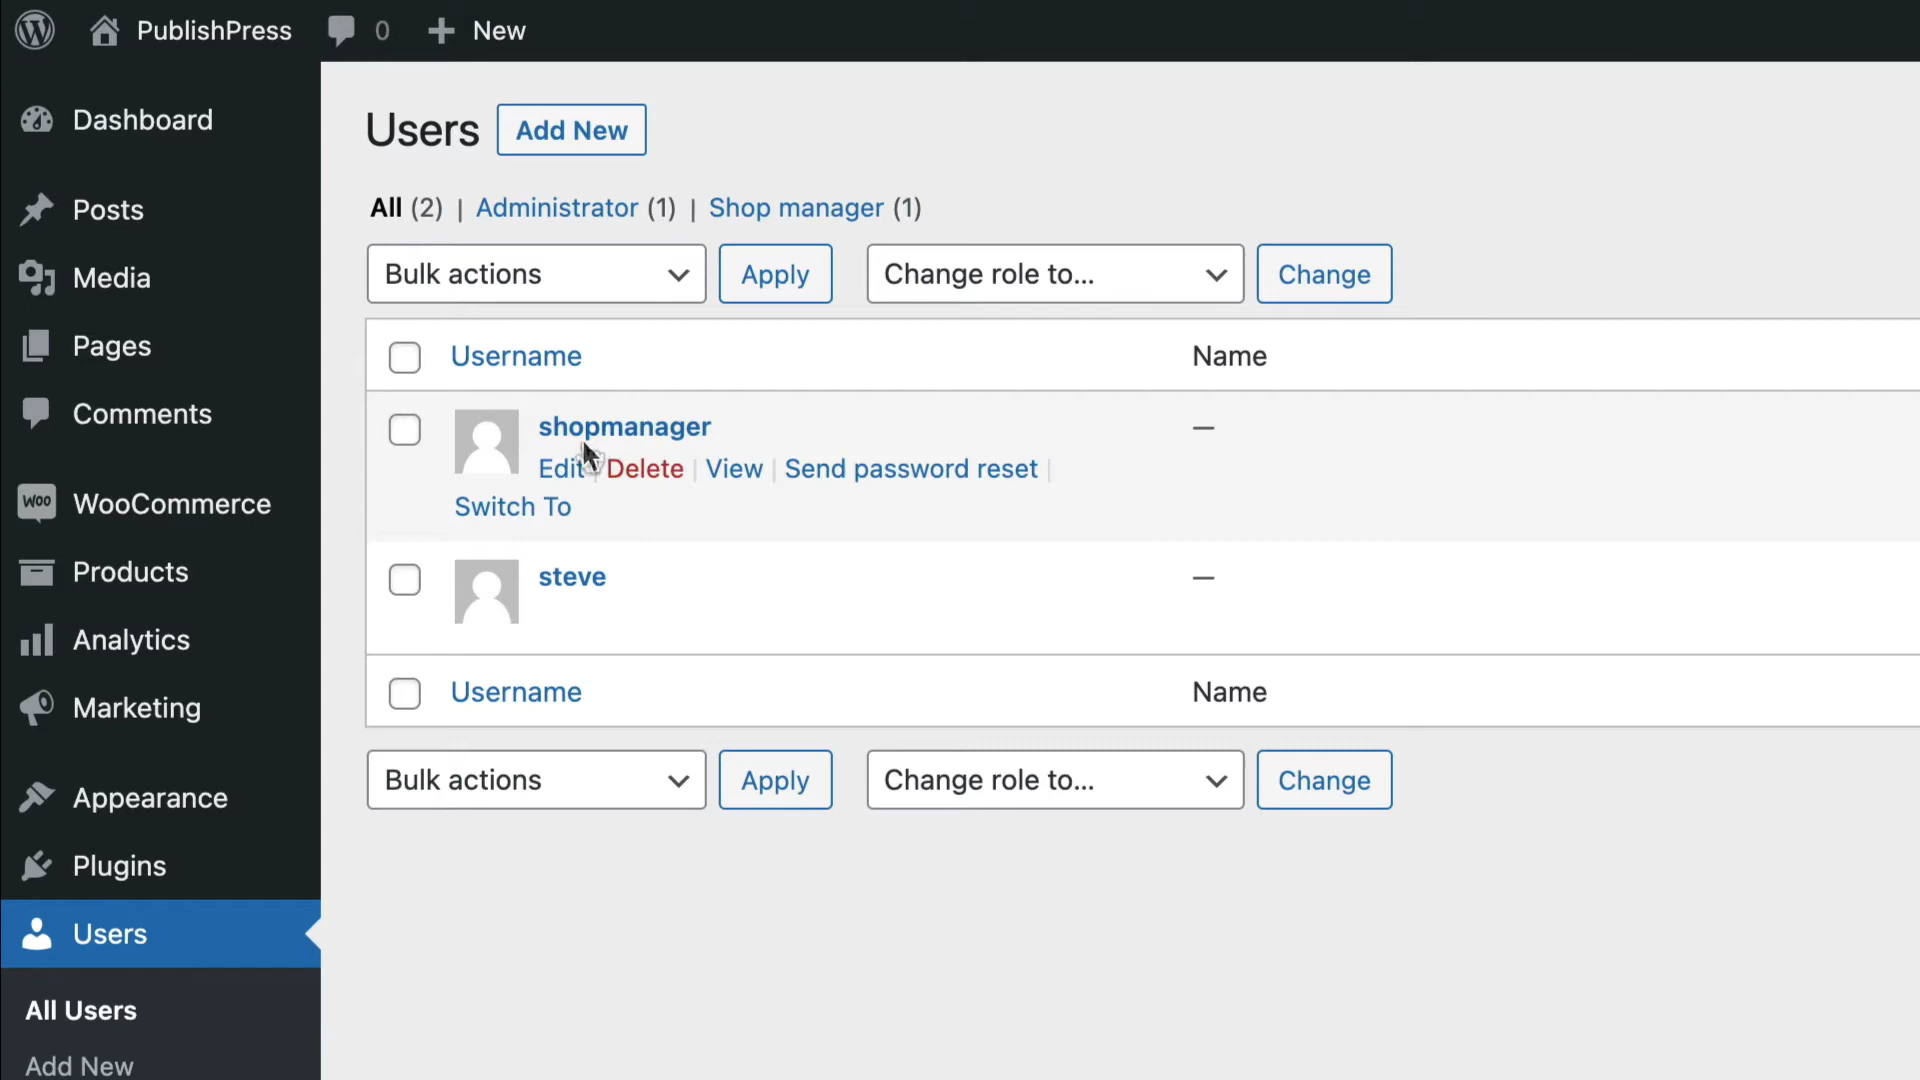 PublishPress 0 New
Dashboard
Posts
Media
Pages
Comments
WOO WooCommerce
Products
Analytics
Marketing
Appearance
Plugins
Users
All Users
Add New
Users Add New
All (2) | Administrator (1) | Shop manager (1)
Bulk actions Apply Change role to... Change
Username Name
shopmanager —
Edit | Delete | View | Send password reset |
Switch To
steve —
Username Name
Bulk actions Apply Change role to... Change